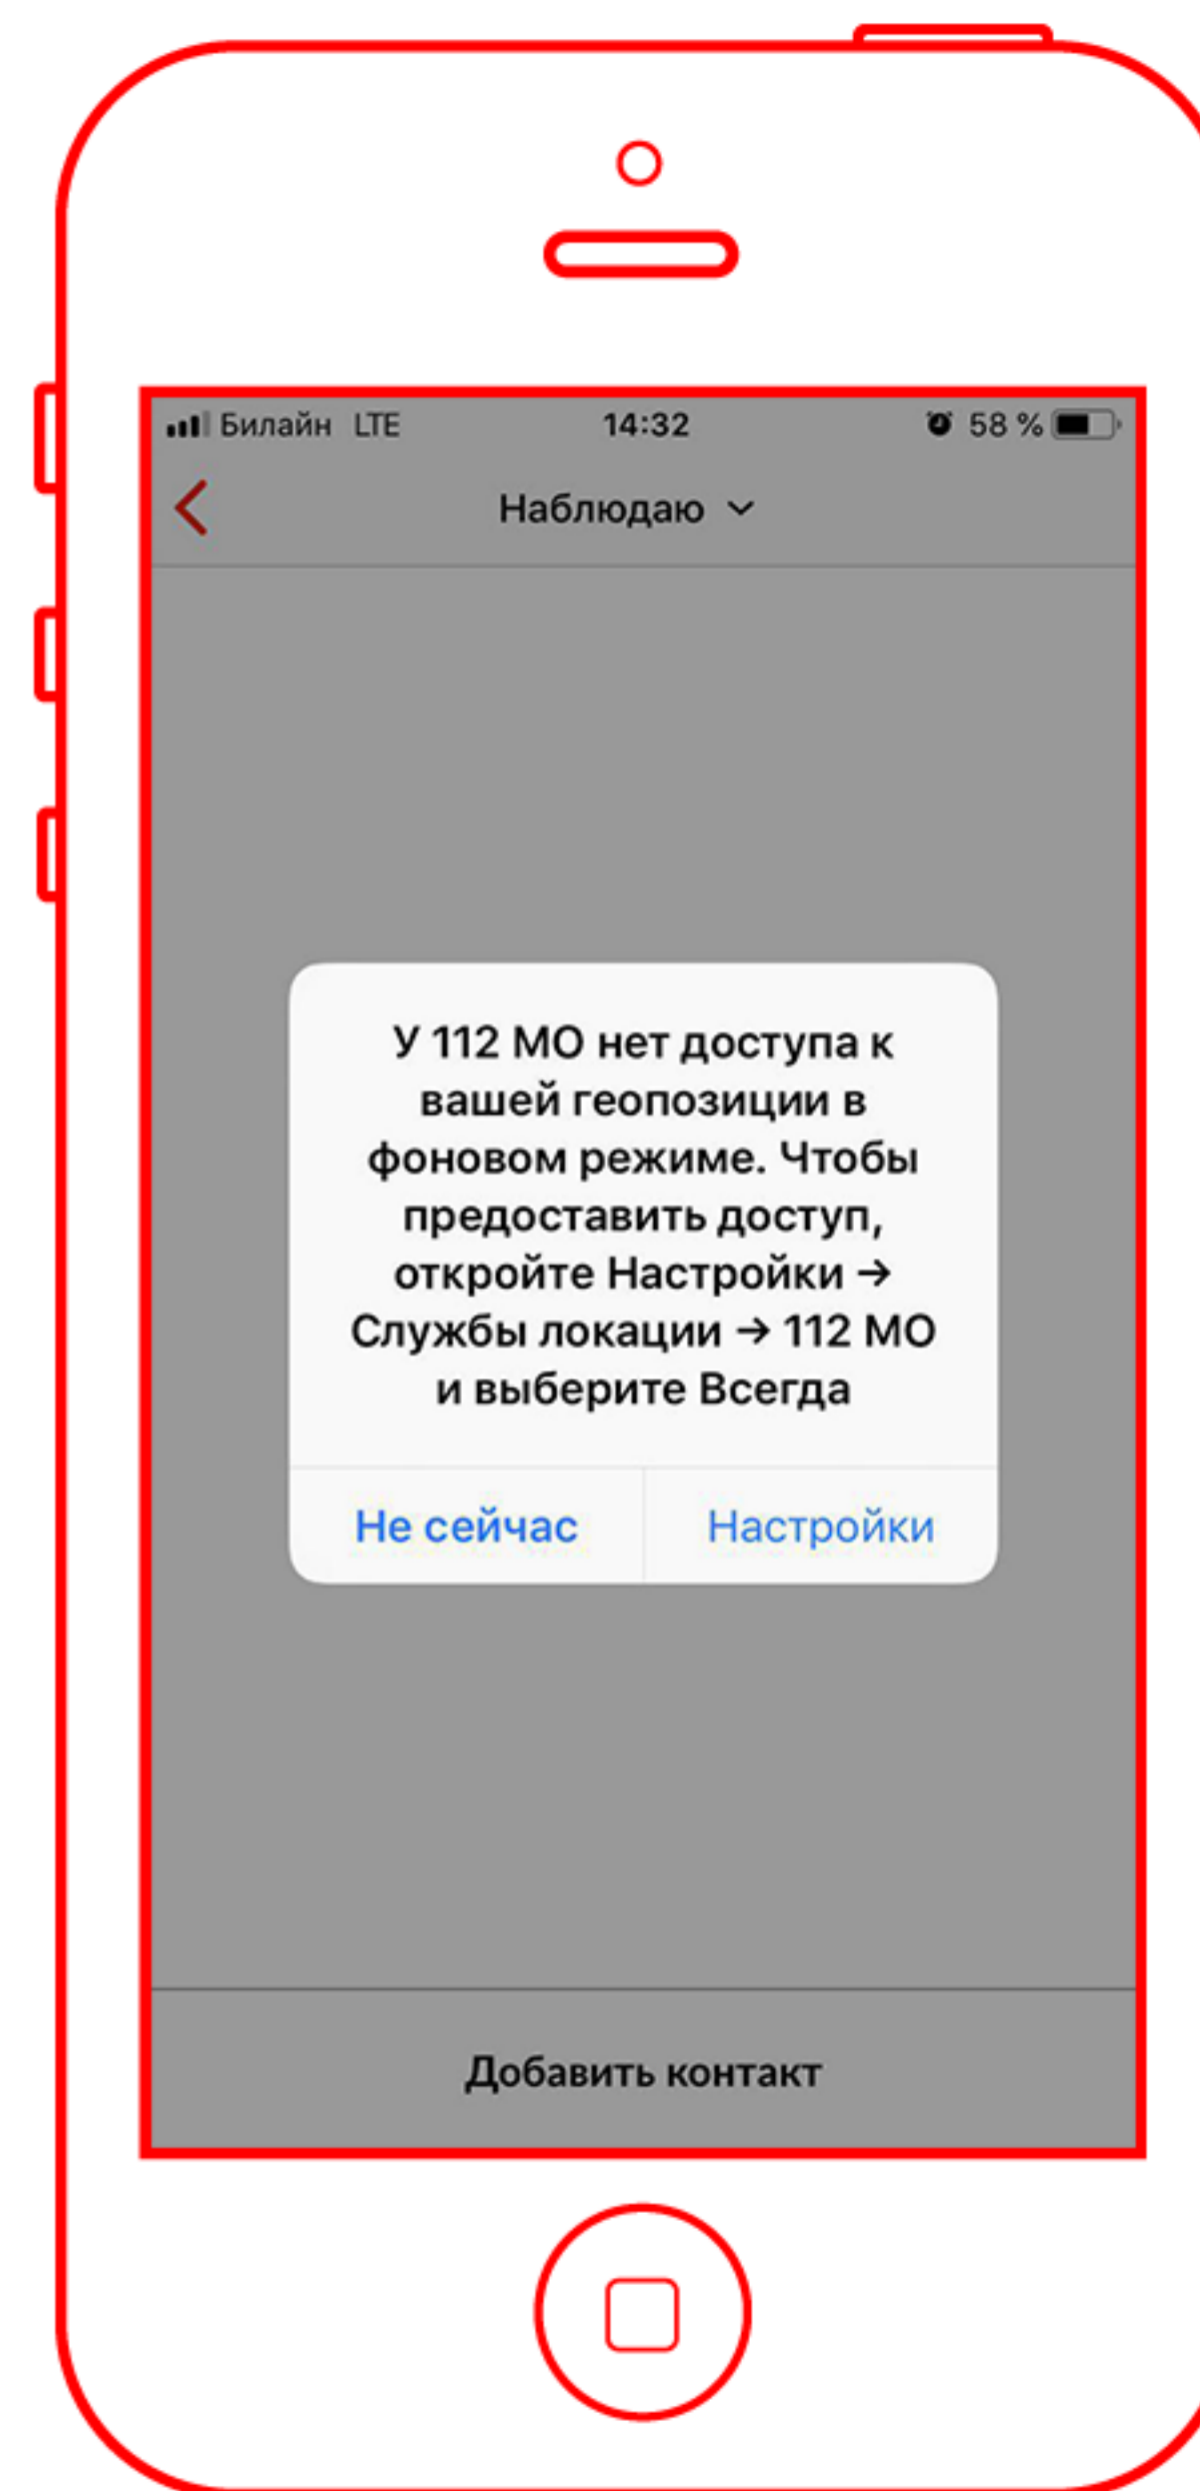 Билайн LTE 14:32 58 %
Наблюдаю
У 112 МО нет доступа к
вашей геопозиции в
фоновом режиме. Чтобы
предоставить доступ,
откройте Настройки →
Службы локации → 112 МО
и выберите Всегда
Не сейчас Настройки
Добавить контакт